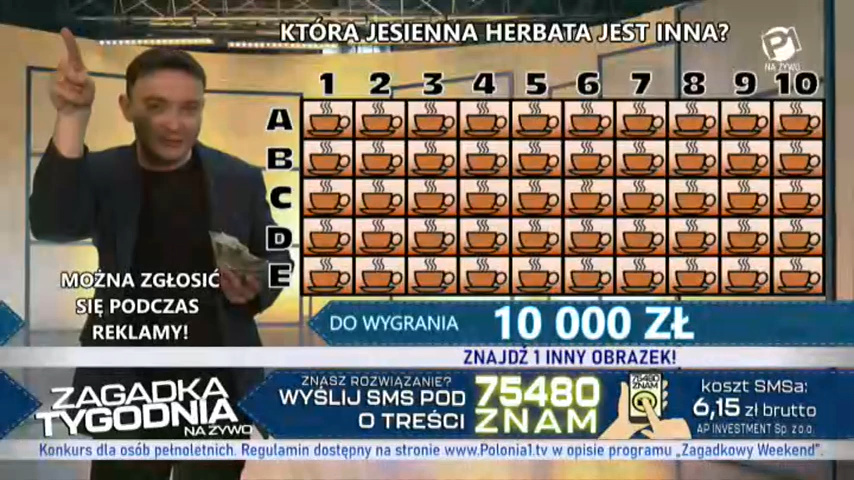 KTÓRA JESIENNA HERBATA JEST INNA?
P1
NA ŻYWO
1 2 3 4 5 6 7 8 9 10
A
B
C
D
E
MOŻNA ZGŁOSIĆ
SIĘ PODCZAS
REKLAMY!
DO WYGRANIA 10 000 ZŁ
ZNAJDŹ 1 INNY OBRAZEK!
ZAGADKA
TYGODNIA
NA ŻYWO
ZNASZ ROZWIĄZANIE?
WYŚLIJ SMS POD
O TREŚCI
75480
ZNAM
75480
ZNAM
koszt SMSa:
6,15 zł brutto
AP INVESTMENT Sp. z o.o.
Konkurs dla osób pełnoletnich. Regulamin dostępny na stronie www.Polonia1.tv w opisie programu „Zagadkowy Weekend”.